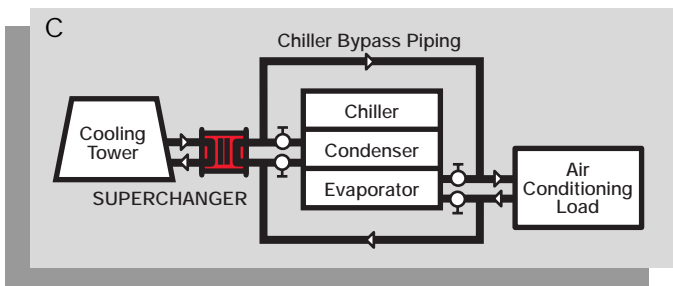 C
Chiller Bypass Piping
Chiller
Cooling
Tower
Condenser
Evaporator
SUPERCHANGER
Air
Conditioning
Load